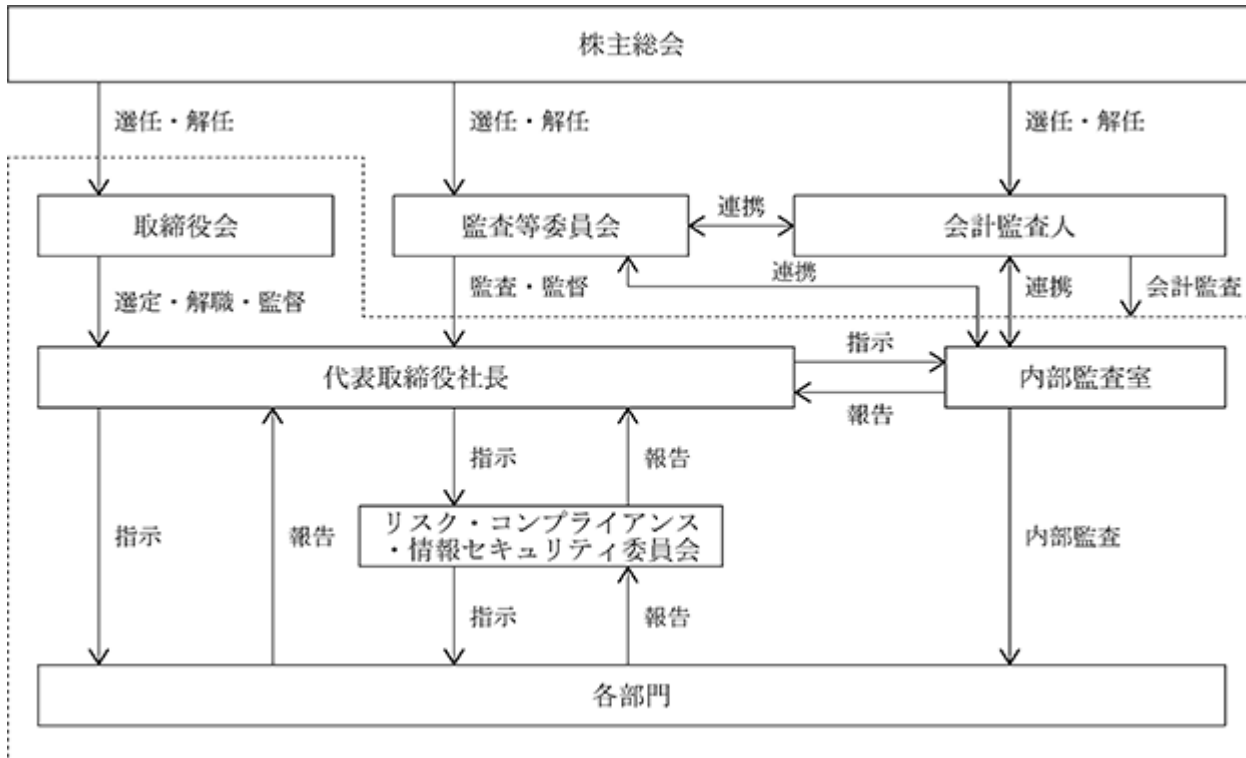 株主総会
選任・解任
選任・解任
選任・解任
取締役会
監査等委員会
連携
会計監査人
選定・解職・監督
監査・監督
連携
連携
会計監査
代表取締役社長
指示
報告
内部監査室
指示
報告
指示
報告
リスク・コンプライアンス
・情報セキュリティ委員会
内部監査
指示
報告
各部門